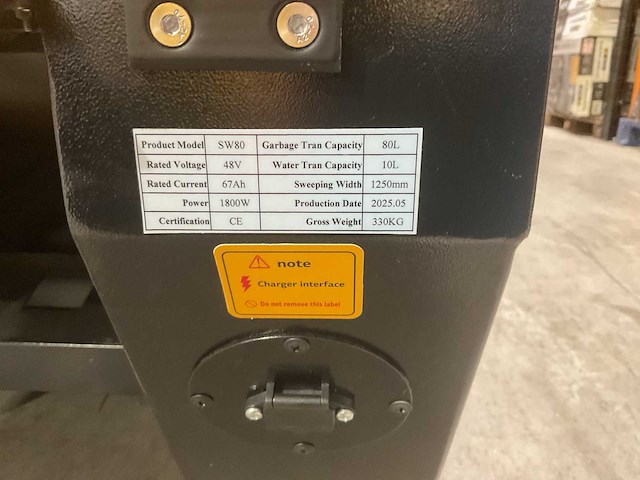 Product Model SW80 Garbage Tran Capacity 80L
Rated Voltage 48V Water Tran Capacity 10L
Rated Current 67Ah Sweeping Width 1250mm
Power 1800W Production Date 2025.05
Certification CE Gross Weight 330KG
note
Charger interface
Do not remove this label